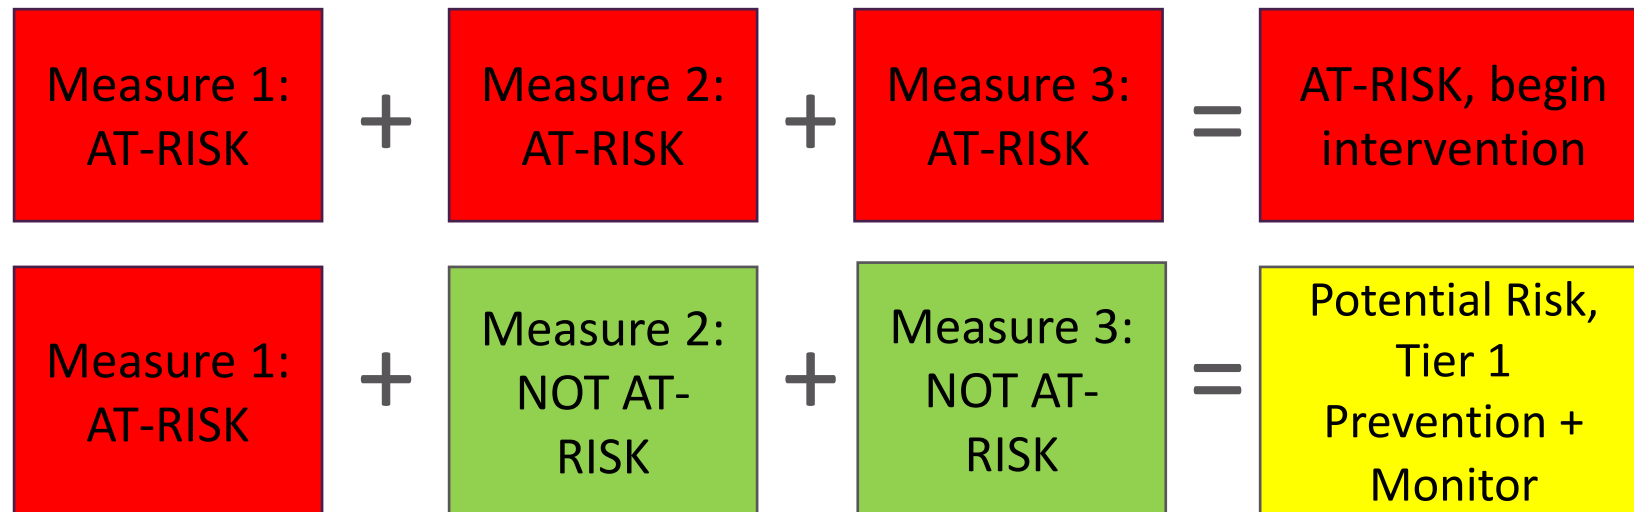 Measure 1:
AT-RISK
+
Measure 2:
AT-RISK
+
Measure 3:
AT-RISK
=
AT-RISK, begin
intervention
Measure 1:
AT-RISK
+
Measure 2:
NOT AT-
RISK
+
Measure 3:
NOT AT-
RISK
=
Potential Risk,
Tier 1
Prevention +
Monitor